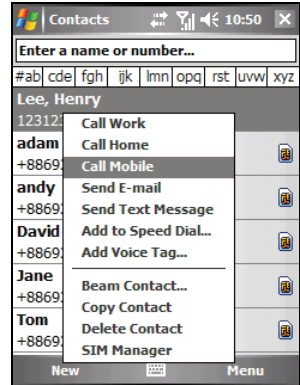 Contacts 10:50
Enter a name or number...
#ab cde fgh ijk lmn opq rst uvw xyz
Lee, Henry
12312
Call Work
Call Home
Call Mobile
Send E-mail
Send Text Message
Add to Speed Dial...
Add Voice Tag...
Beam Contact...
Copy Contact
Delete Contact
SIM Manager
adam
+8869
andy
+8869
David
+8869
Jane
+8869
Tom
+8869
New Menu